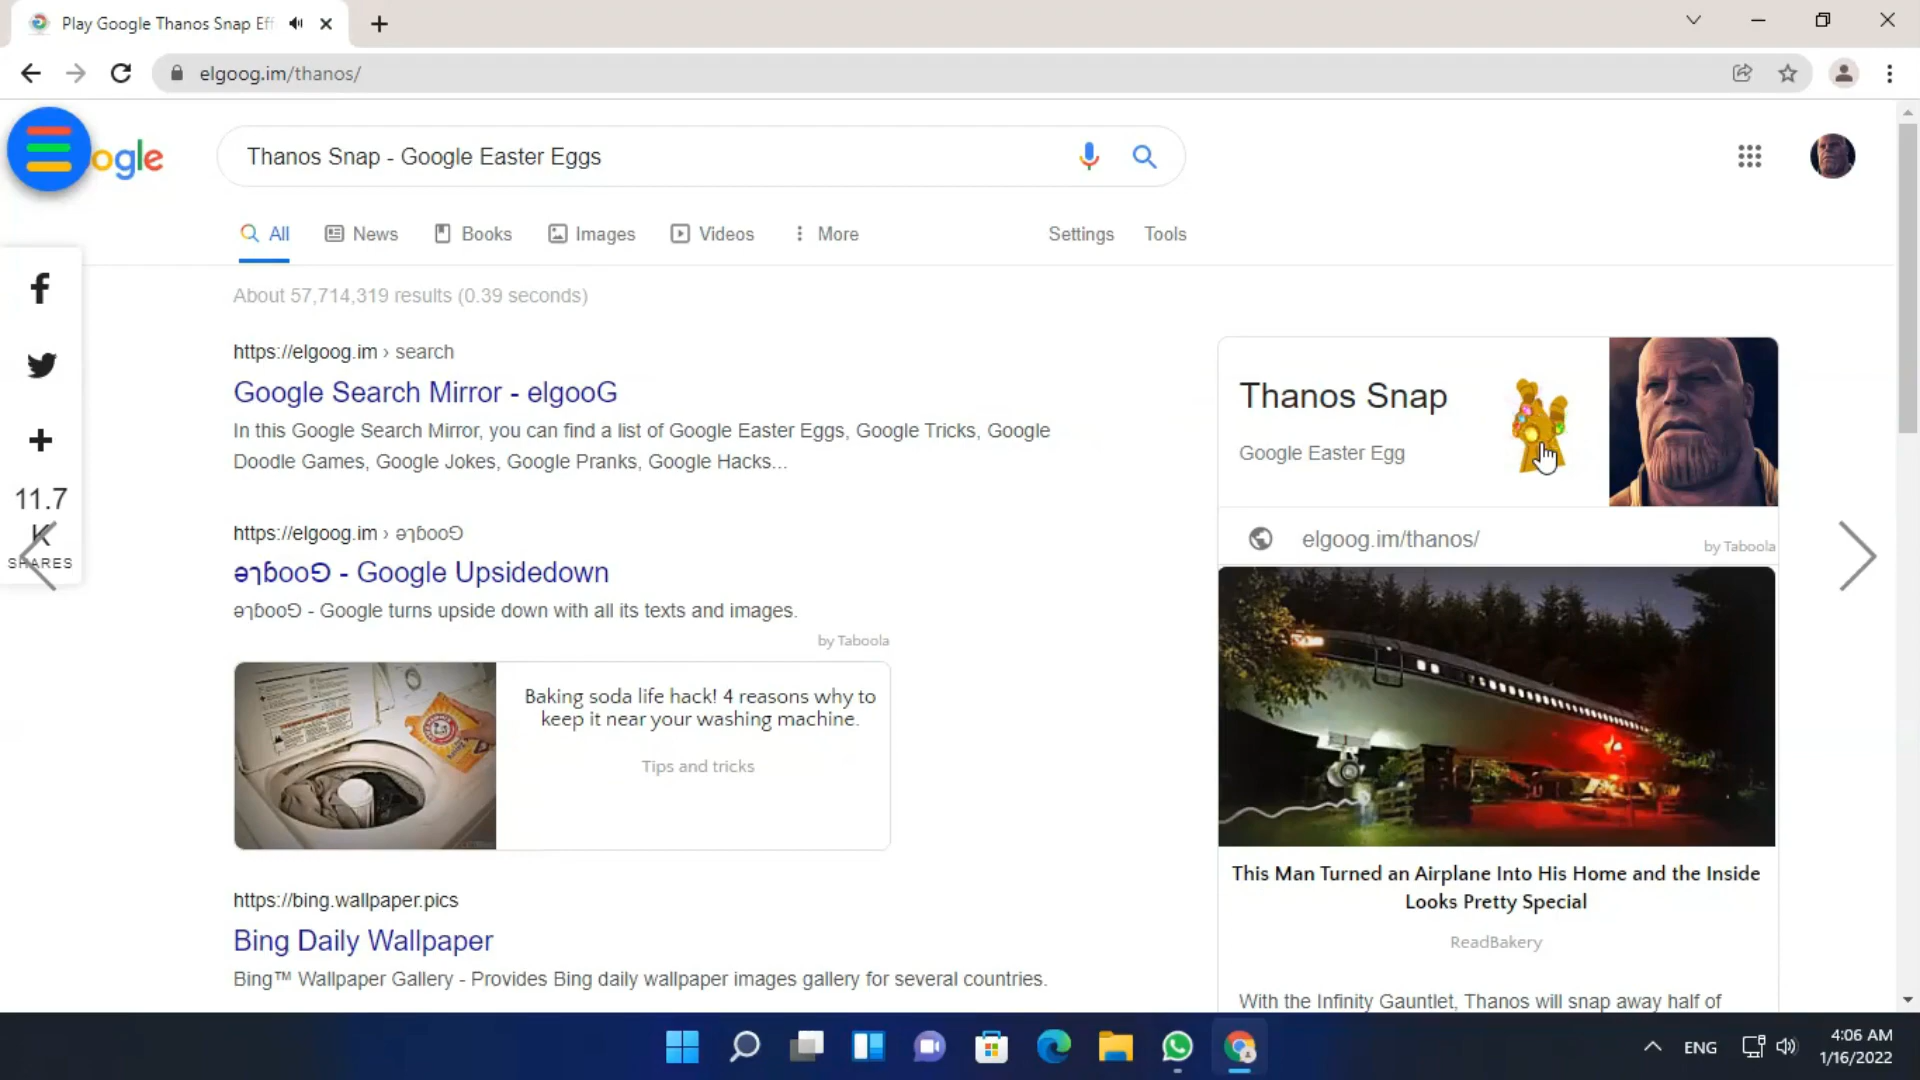 Play Google Thanos Snap Eff
elgoog.im/thanos/
ogle
Thanos Snap - Google Easter Eggs
All
News
Books
Images
Videos
More
Settings
Tools
About 57,714,319 results (0.39 seconds)
https://elgoog.im › search
Google Search Mirror - elgooG
In this Google Search Mirror, you can find a list of Google Easter Eggs, Google Tricks, Google
Doodle Games, Google Jokes, Google Pranks, Google Hacks...
11.7
K
SHARES
https://elgoog.im › ǝʅƃooꓨ
ǝʅƃooꓨ - Google Upsidedown
ǝʅƃooꓨ - Google turns upside down with all its texts and images.
by Taboola
Baking soda life hack! 4 reasons why to
keep it near your washing machine.
Tips and tricks
https://bing.wallpaper.pics
Bing Daily Wallpaper
Bing™ Wallpaper Gallery - Provides Bing daily wallpaper images gallery for several countries.
Thanos Snap
Google Easter Egg
elgoog.im/thanos/
by Taboola
This Man Turned an Airplane Into His Home and the Inside
Looks Pretty Special
ReadBakery
With the Infinity Gauntlet, Thanos will snap away half of
ENG
4:06 AM
1/16/2022